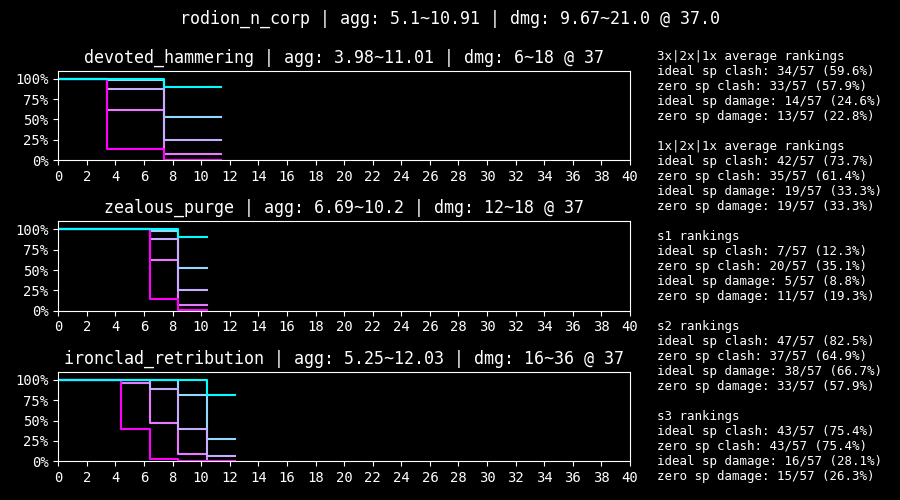 rodion_n_corp | agg: 5.1~10.91 | dmg: 9.67~21.0 @ 37.0
devoted_hammering | agg: 3.98~11.01 | dmg: 6~18 @ 37
100%
75%
50%
25%
0%
0 2 4 6 8 10 12 14 16 18 20 22 24 26 28 30 32 34 36 38 40
zealous_purge | agg: 6.69~10.2 | dmg: 12~18 @ 37
100%
75%
50%
25%
0%
0 2 4 6 8 10 12 14 16 18 20 22 24 26 28 30 32 34 36 38 40
ironclad_retribution | agg: 5.25~12.03 | dmg: 16~36 @ 37
100%
75%
50%
25%
0%
0 2 4 6 8 10 12 14 16 18 20 22 24 26 28 30 32 34 36 38 40
3x|2x|1x average rankings
ideal sp clash: 34/57 (59.6%)
zero sp clash: 33/57 (57.9%)
ideal sp damage: 14/57 (24.6%)
zero sp damage: 13/57 (22.8%)
1x|2x|1x average rankings
ideal sp clash: 42/57 (73.7%)
zero sp clash: 35/57 (61.4%)
ideal sp damage: 19/57 (33.3%)
zero sp damage: 19/57 (33.3%)
s1 rankings
ideal sp clash: 7/57 (12.3%)
zero sp clash: 20/57 (35.1%)
ideal sp damage: 5/57 (8.8%)
zero sp damage: 11/57 (19.3%)
s2 rankings
ideal sp clash: 47/57 (82.5%)
zero sp clash: 37/57 (64.9%)
ideal sp damage: 38/57 (66.7%)
zero sp damage: 33/57 (57.9%)
s3 rankings
ideal sp clash: 43/57 (75.4%)
zero sp clash: 43/57 (75.4%)
ideal sp damage: 16/57 (28.1%)
zero sp damage: 15/57 (26.3%)